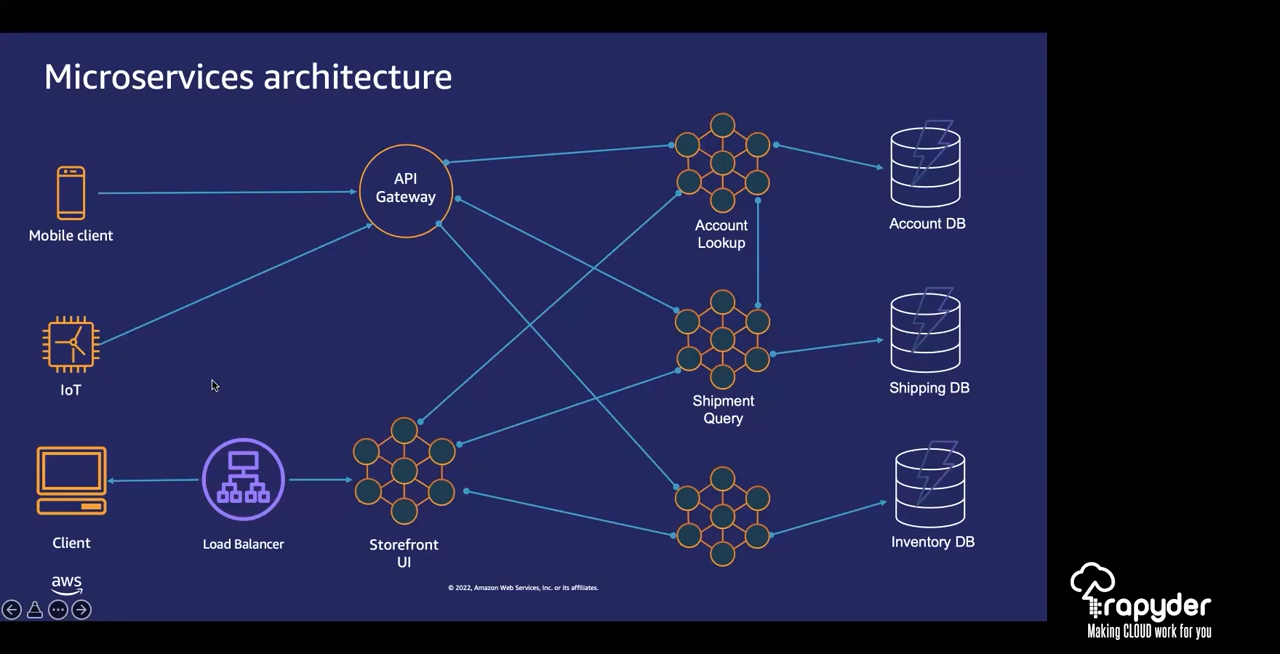 Microservices architecture
API
Gateway
Mobile client
Account
Lookup
Account DB
IoT
Shipment
Query
Shipping DB
Client
Load Balancer
Storefront
UI
Inventory DB
aws
© 2022, Amazon Web Services, Inc. or its affiliates.
rapyder
Making CLOUD work for you